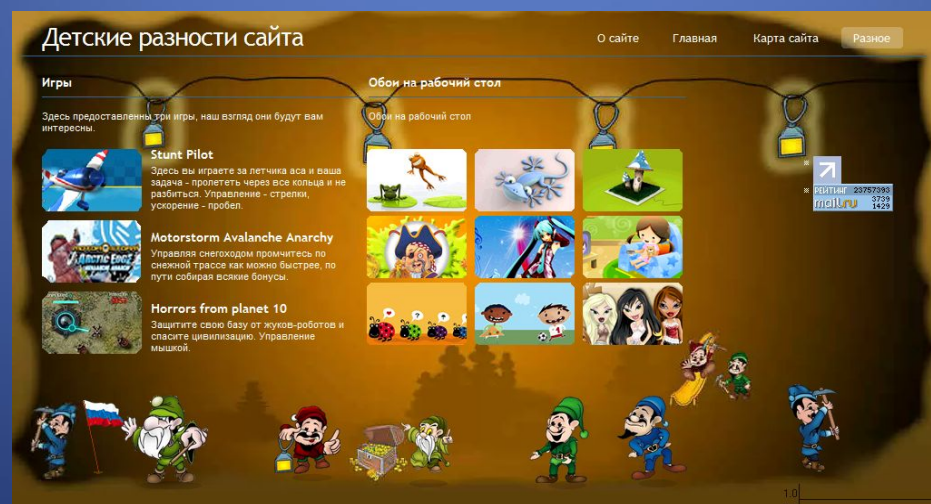 Детские разности сайта
О сайте
Главная
Карта сайта
Разное
Игры
Здесь предоставленны три игры, наш взгляд они будут вам
интересны.
Stunt Pilot
Здесь вы играете за летчика аса и ваша
задача - пролететь через все кольца и не
разбиться. Управление - стрелки,
ускорение - пробел.
Motorstorm Avalanche Anarchy
Управляя снегоходом промчитесь по
снежной трассе как можно быстрее, по
пути собирая всякие бонусы.
ARCTIC EDGE
Horrors from planet 10
Защитите свою базу от жуков-роботов и
спасите цивилизацию. Управление
мышкой.
Обои на рабочий стол
Обои на рабочий стол
РЕЙТИНГ 23757393
mail.ru 3739
1429
1.0